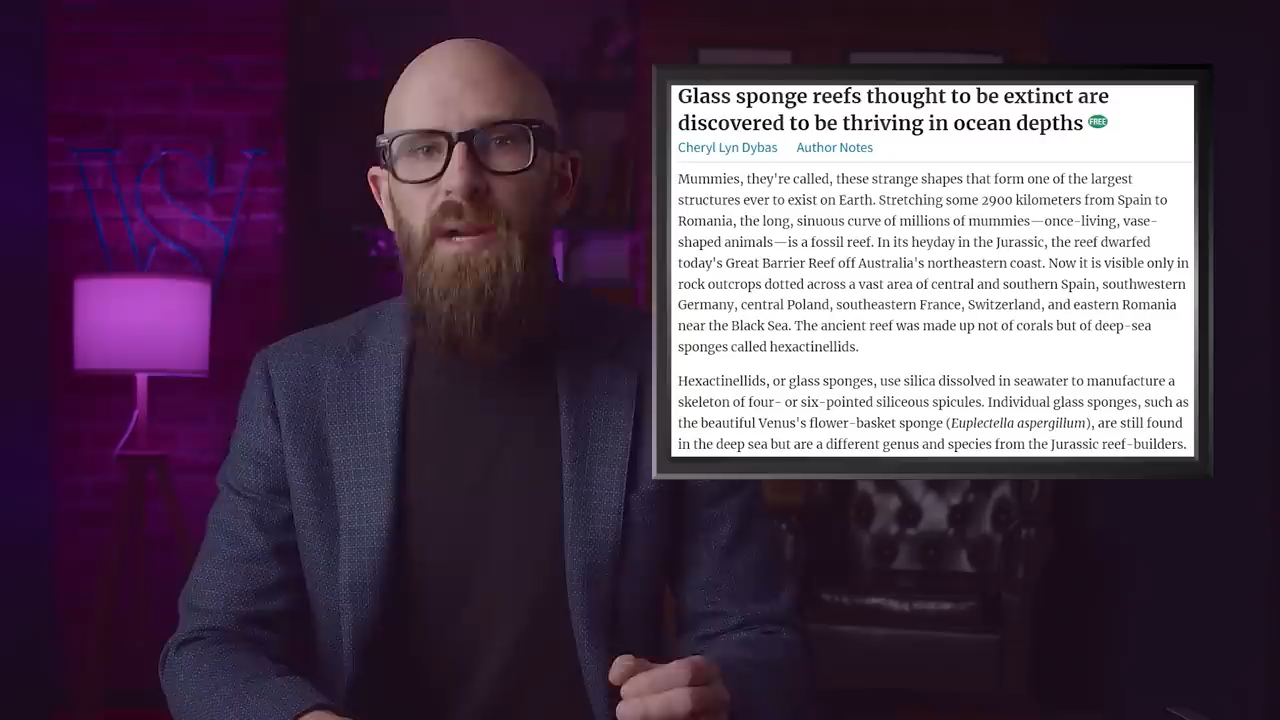 Glass sponge reefs thought to be extinct are
discovered to be thriving in ocean depths FREE
Cheryl Lyn Dybas Author Notes
Mummies, they're called, these strange shapes that form one of the largest
structures ever to exist on Earth. Stretching some 2900 kilometers from Spain to
Romania, the long, sinuous curve of millions of mummies—once-living, vase-
shaped animals—is a fossil reef. In its heyday in the Jurassic, the reef dwarfed
today's Great Barrier Reef off Australia's northeastern coast. Now it is visible only in
rock outcrops dotted across a vast area of central and southern Spain, southwestern
Germany, central Poland, southeastern France, Switzerland, and eastern Romania
near the Black Sea. The ancient reef was made up not of corals but of deep-sea
sponges called hexactinellids.
Hexactinellids, or glass sponges, use silica dissolved in seawater to manufacture a
skeleton of four- or six-pointed siliceous spicules. Individual glass sponges, such as
the beautiful Venus's flower-basket sponge (Euplectella aspergillum), are still found
in the deep sea but are a different genus and species from the Jurassic reef-builders.